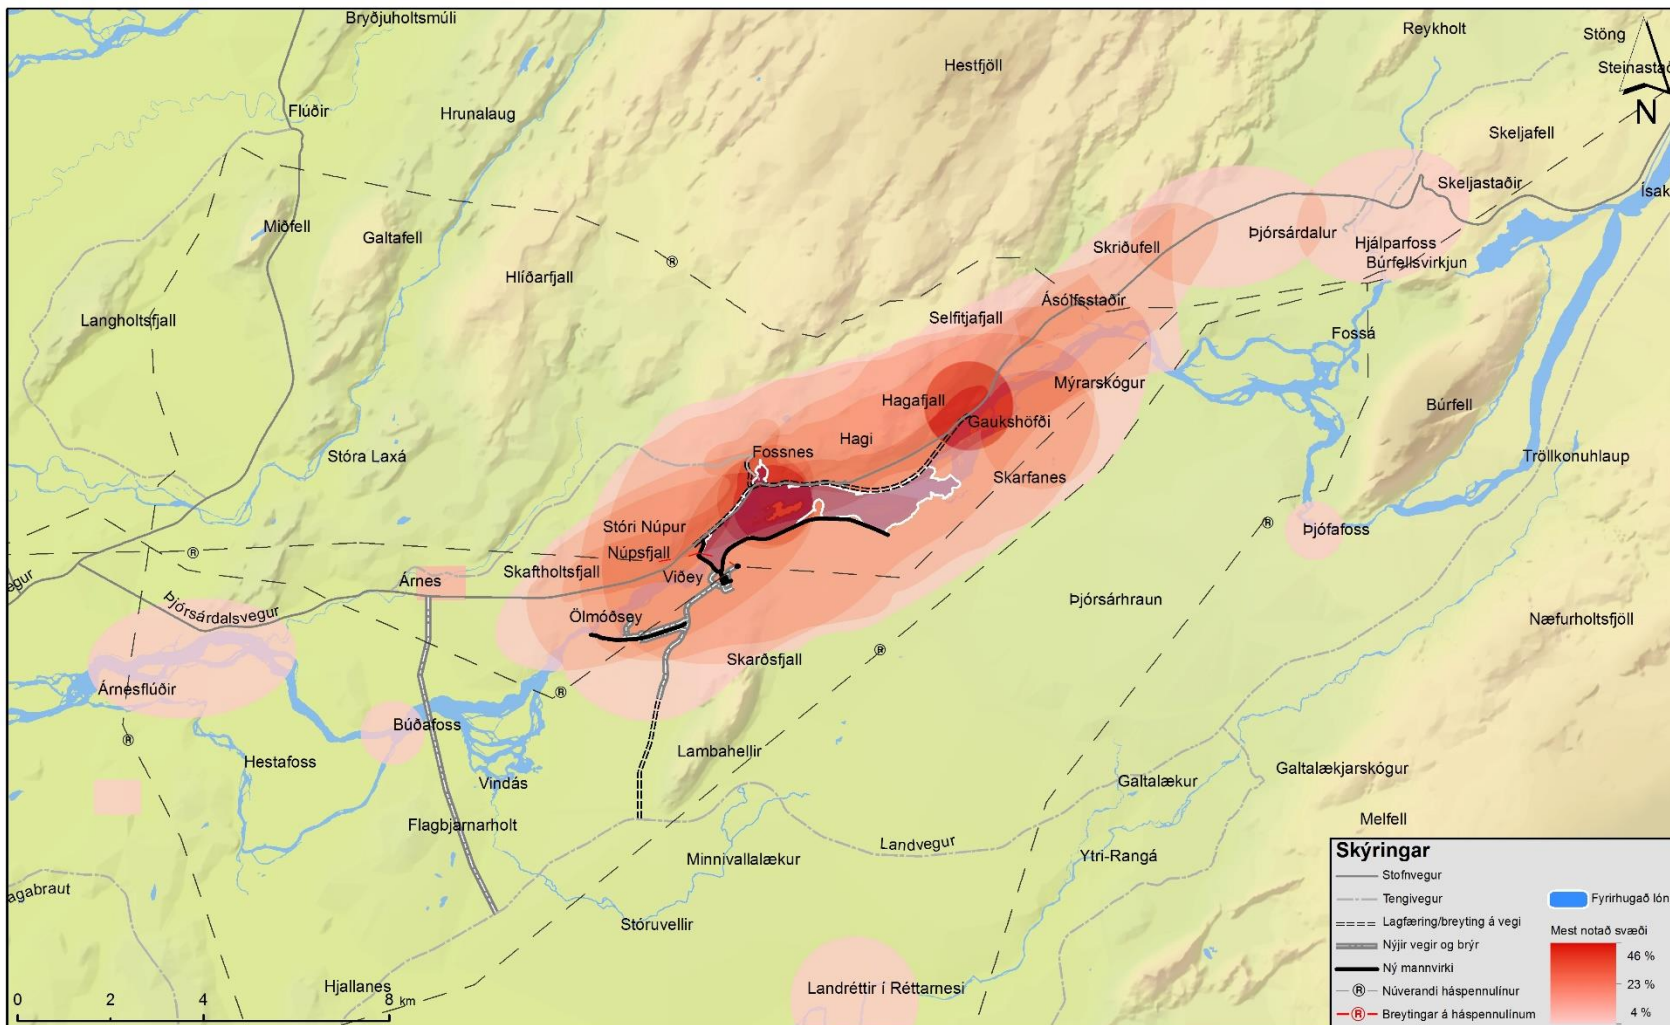 Bryðjuholtsmúli
Reykholt
Stöng
Hestfjöll
Steinastað
N
Flúðir
Hrunalaug
Skeljafell
Skeljastaðir
Ísak
Miðfell
Galtafell
Skriðufell
Þjórsárdalur
Hjálparfoss
Búrfellsvirkjun
Hlíðarfjall
Ⓡ
Ásólfsstaðir
Langholtsfjall
Selfitjafjall
Fossá
Mýrarskógur
Hagafjall
Búrfell
Gaukshöfði
Hagi
Fossnes
Stóra Laxá
Tröllkonuhlaup
Skarfanes
Stóri Núpur
Ⓡ
Þjófafoss
Núpsfjall
Ⓡ
Skaftholtsfjall
Viðey
Árnes
egur
Þjórsárdalsvegur
Þjórsárhraun
Ölmóðsey
Næfurholtsfjöll
Skarðsfjall
Ⓡ
Árnesflúðir
Ⓡ
Búðafoss
Ⓡ
Lambahellir
Hestafoss
Vindás
Galtalækur
Galtalækjarskógur
Flagbjarnarholt
Melfell
Landvegur
Minnivallalækur
Ytri-Rangá
agabraut
Stóruvellir
Hjallanes
Landréttir í Réttarnesi
0 2 4 8 km
Skýringar
Stofnvegur
Tengivegur
Lagfæring/breyting á vegi
Nýjir vegir og brýr
Ný mannvirki
Ⓡ Núverandi háspennulínur
Ⓡ Breytingar á háspennulínum
Fyrirhugað lón
Mest notað svæði
46 %
23 %
4 %